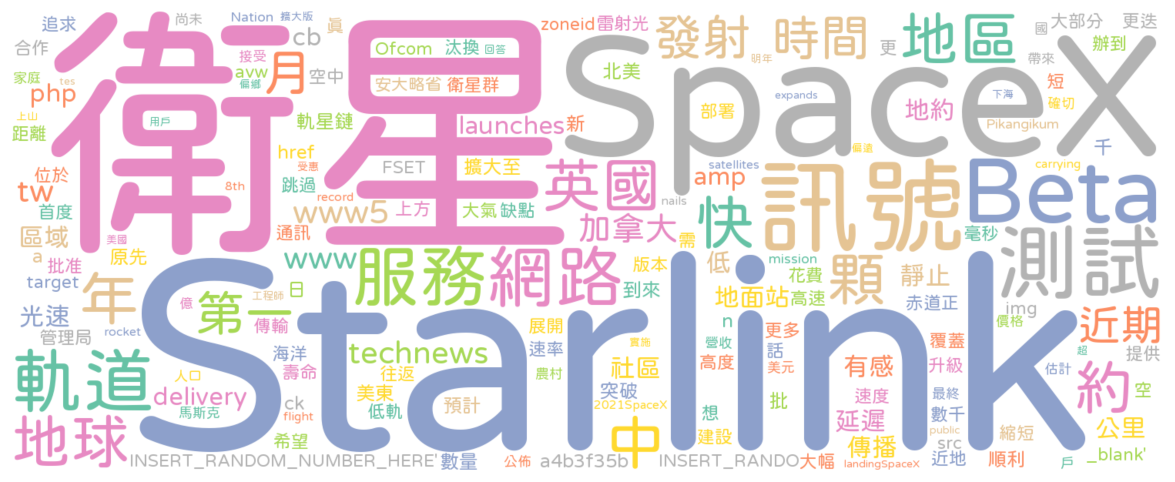 追求
尚未
Nation
擴大版
眞
cb
合作
接受
家庭
avw
偏鄉
空中
php
tes
月
上山
用戶
距離
軌星鏈
衛星
Ofcom
汰換
回答
安大略省
衛星群
launches
新
SpaceX
zoneid
雷射光
發射
時間
明年
更
地區
大部分
更迭
國
帶來
辦到
北美
部署
expands
地約
短
下海
確切
Pikangikum
千
偏遠
href
受惠
FSET
擴大至
英國
satellites
carrying
位於
tw
8th
record
跳過
amp
訊號
Beta
首度
www5
上方
大氣
缺點
nails
加拿大
快
毫秒
區域
美國
通訊
需
測試
a
原先
www
服務
網路
版本
低
mission
花費
顆
靜止
target
批准
年
日
到來
地面站
高速
赤道正
億
工程師
第一
img
光速
rocket
傳輸
n
價格
近期
管理局
Starlink
展開
實施
更多
營收
話
覆蓋
提供
超
海洋
technews
速率
社區
高度
美元
有感
升級
估計
軌道
壽命
往返
農村
人口
美東
突破
約
空
delivery
馬斯克
ck
低軌
預計
2021SpaceX
想
批
速度
最終
flight
延遲
數千
地球
希望
中
建設
傳播
public
src
縮短
公里
INSERT_RANDOM_NUMBER_HERE'
數量
公佈
a4b3f35b
INSERT_RANDO
大幅
landingSpaceX
近地
順利
戶
_blank'